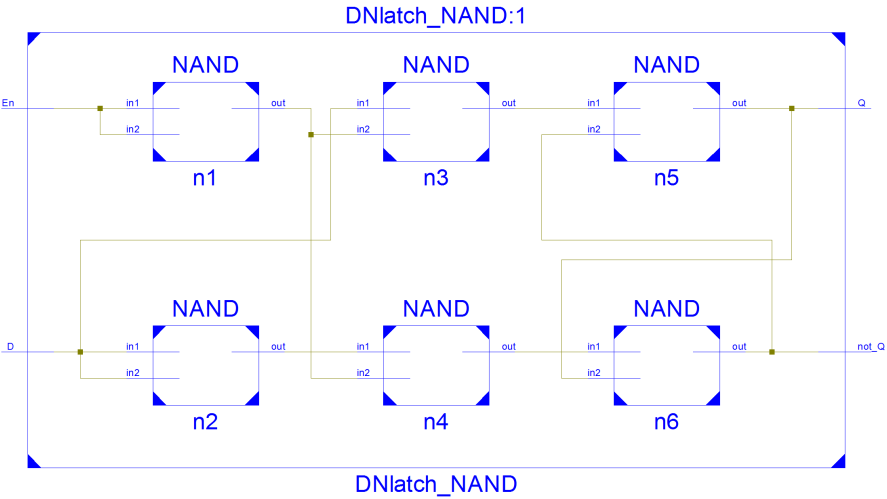 DNlatch_NAND:1
NAND NAND NAND
En in1 out in1 out in1 out Q
in2 in2 in2
n1 n3 n5
NAND NAND NAND
D in1 out in1 out in1 out not_Q
in2 in2 in2
n2 n4 n6
DNlatch_NAND